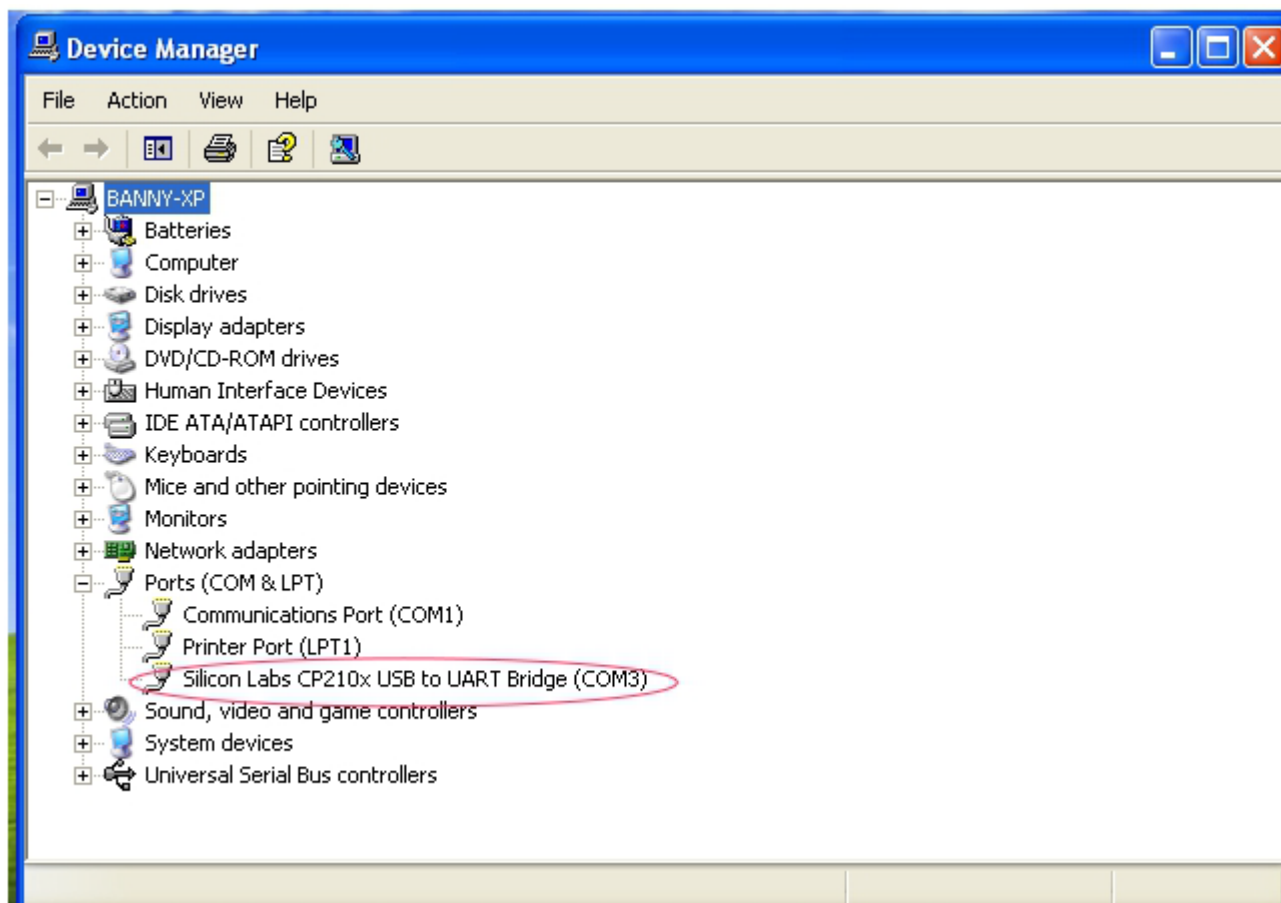 Device Manager
File Action View Help
BANNY-XP
Batteries
Computer
Disk drives
Display adapters
DVD/CD-ROM drives
Human Interface Devices
IDE ATA/ATAPI controllers
Keyboards
Mice and other pointing devices
Monitors
Network adapters
Ports (COM & LPT)
Communications Port (COM1)
Printer Port (LPT1)
Silicon Labs CP210x USB to UART Bridge (COM3)
Sound, video and game controllers
System devices
Universal Serial Bus controllers